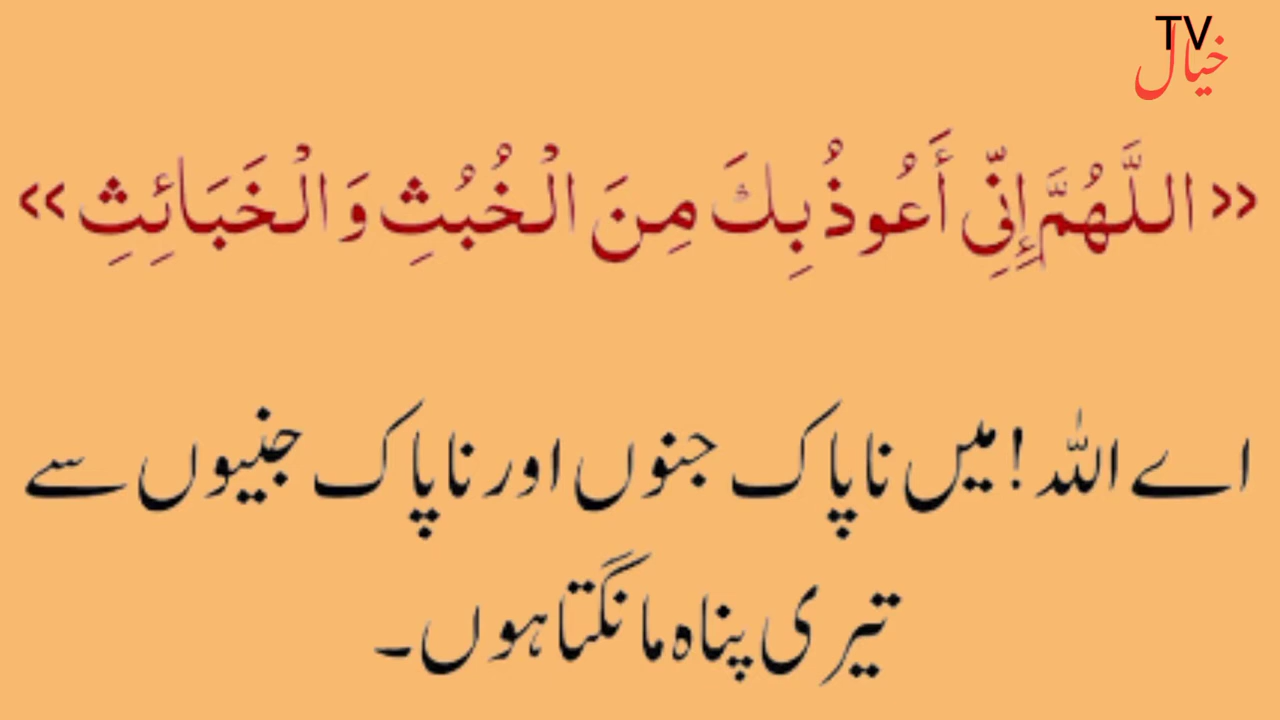 TV
خیال
«اللَّهُمَّ إِنِّي أَعُوذُ بِكَ مِنَ الْخُبُثِ وَ الْخَبَائِثِ»
اے اللہ! میں ناپاک جنوں اور ناپاک جنیوں سے
تیری پناہ مانگتا ہوں۔